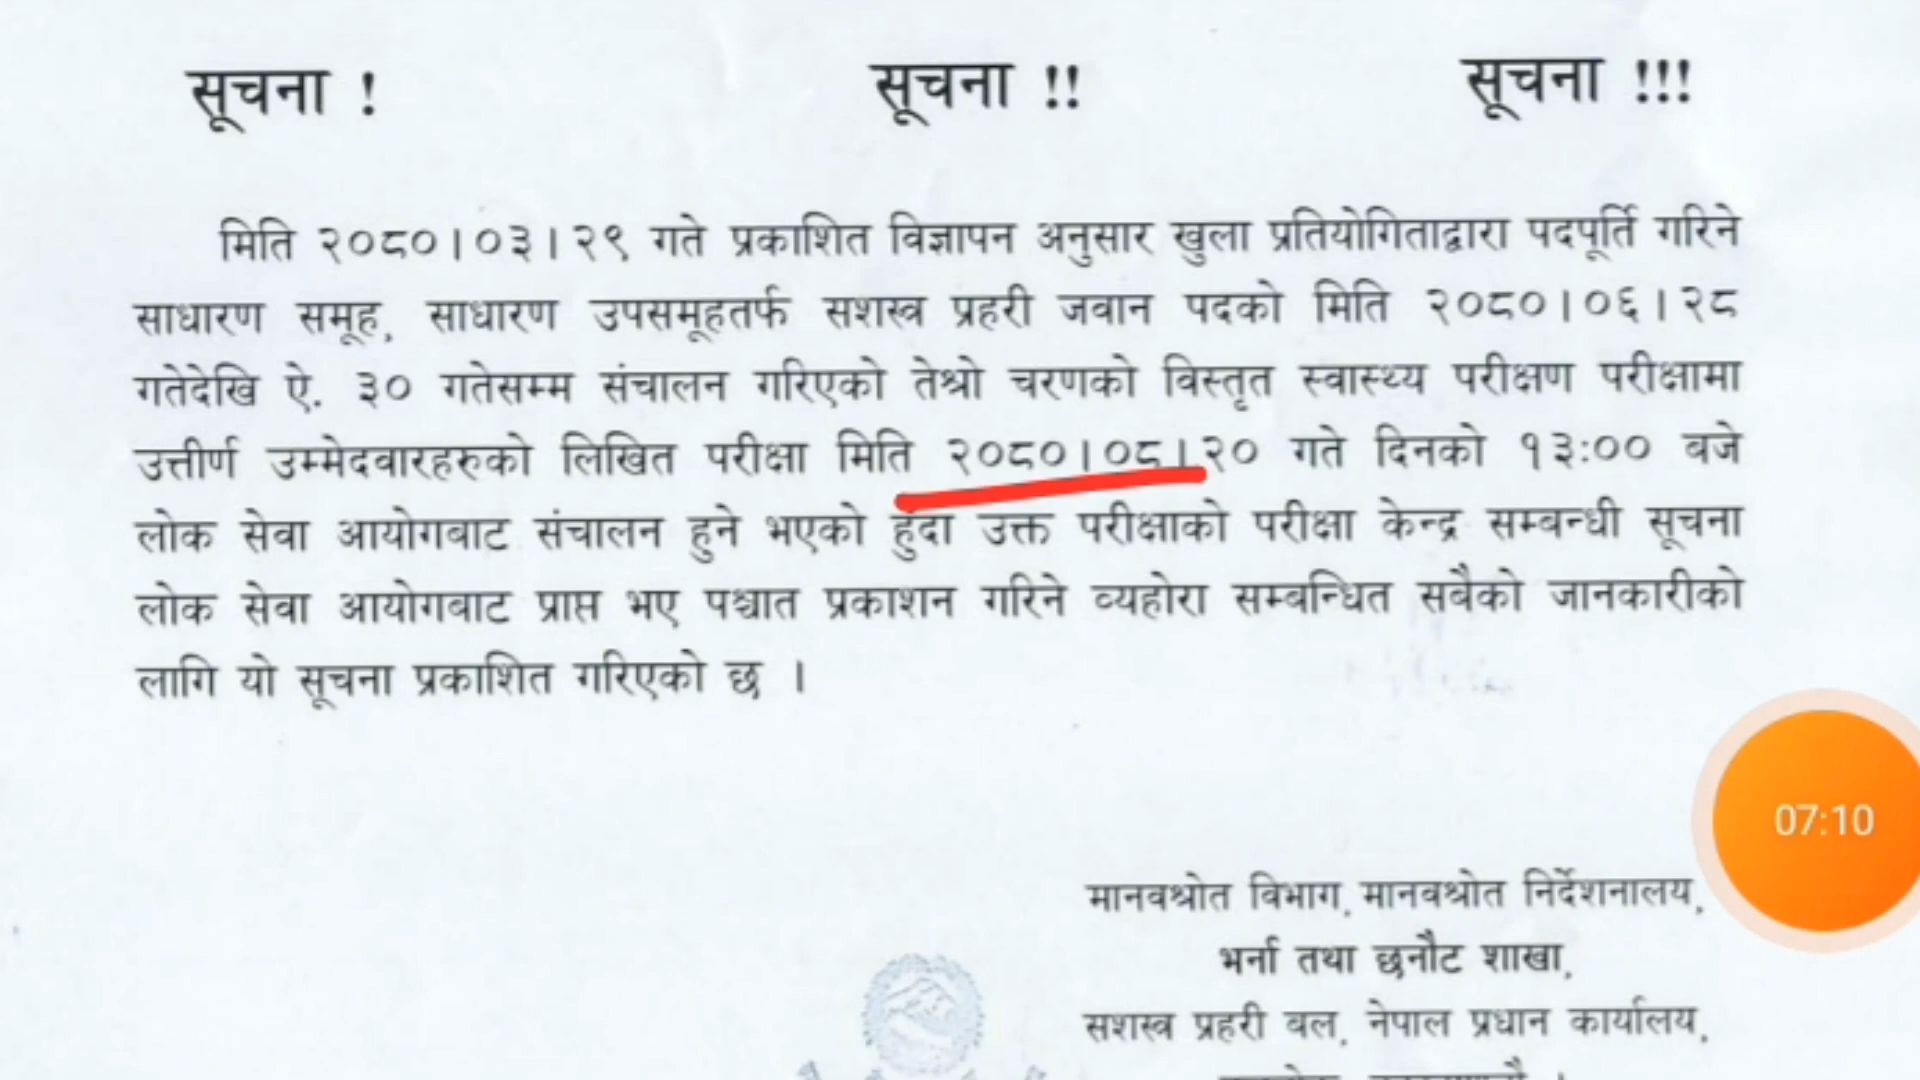 सूचना ! सूचना !! सूचना !!!
मिति २०८०।०३।२९ गते प्रकाशित विज्ञापन अनुसार खुला प्रतियोगिताद्वारा पदपूर्ति गरिने
साधारण समूह, साधारण उपसमूहतर्फ सशस्त्र प्रहरी जवान पदको मिति २०८०।०६।२८
गतेदेखि ऐ. ३० गतेसम्म संचालन गरिएको तेश्रो चरणको विस्तृत स्वास्थ्य परीक्षण परीक्षामा
उत्तीर्ण उम्मेदवारहरुको लिखित परीक्षा मिति २०८०।०८।२० गते दिनको १३:०० बजे
लोक सेवा आयोगबाट संचालन हुने भएको हुंदा उक्त परीक्षाको परीक्षा केन्द्र सम्बन्धी सूचना
लोक सेवा आयोगबाट प्राप्त भए पश्चात प्रकाशन गरिने व्यहोरा सम्बन्धित सबैको जानकारीको
लागि यो सूचना प्रकाशित गरिएको छ ।
07:10
मानवश्रोत विभाग, मानवश्रोत निर्देशनालय,
भर्ना तथा छनौट शाखा,
सशस्त्र प्रहरी बल, नेपाल प्रधान कार्यालय,